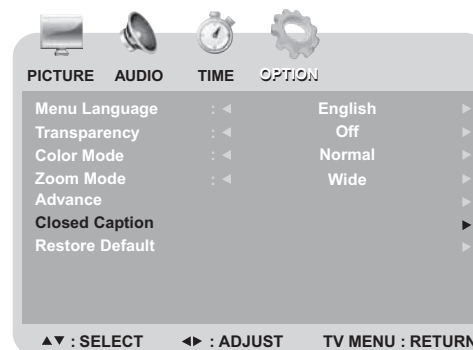 PICTURE AUDIO TIME OPTION
Menu Language : ◀ English ▶
Transparency : ◀ Off ▶
Color Mode : ◀ Normal ▶
Zoom Mode : ◀ Wide ▶
Advance ▶
Closed Caption ▶
Restore Default ▶
▲▼ : SELECT ◀▶ : ADJUST TV MENU : RETURN